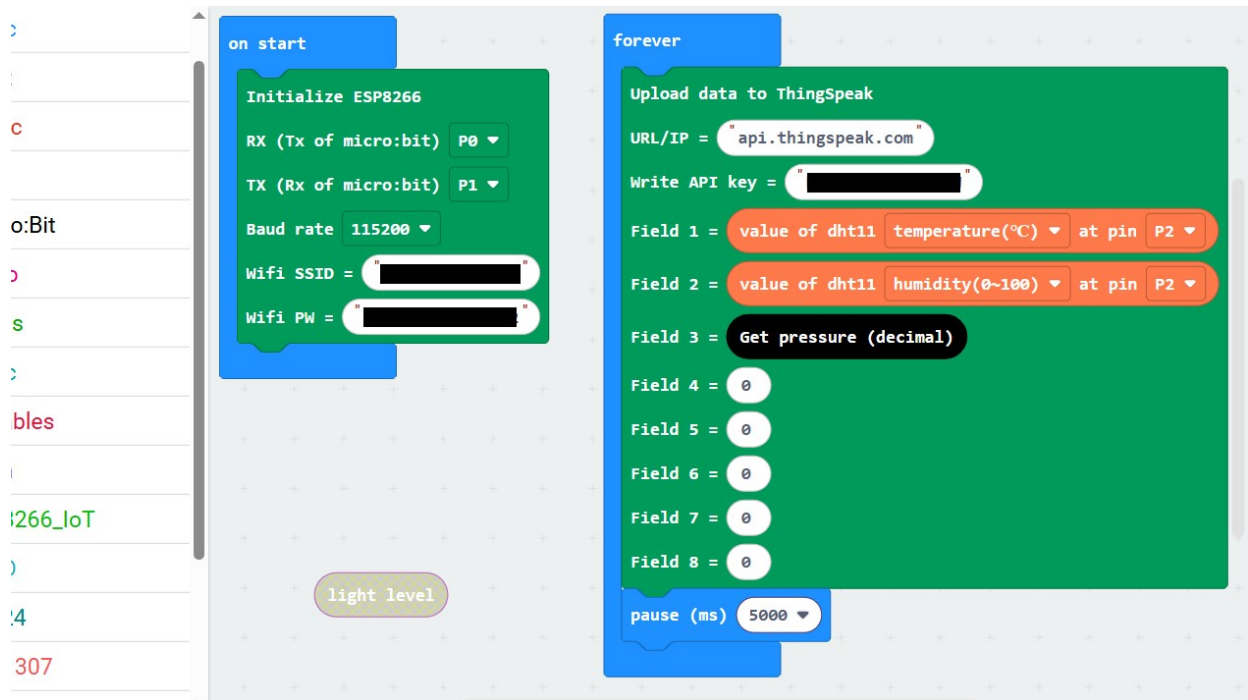 c
o:Bit
s
c
bles
266_IoT
24
307
on start
Initialize ESP8266
RX (Tx of micro:bit) P0
TX (Rx of micro:bit) P1
Baud rate 115200
Wifi SSID = " "
Wifi PW = " "
light level
forever
Upload data to ThingSpeak
URL/IP = "api.thingspeak.com"
Write API key = " "
Field 1 = value of dht11 temperature(℃) at pin P2
Field 2 = value of dht11 humidity(0~100) at pin P2
Field 3 = Get pressure (decimal)
Field 4 = 0
Field 5 = 0
Field 6 = 0
Field 7 = 0
Field 8 = 0
pause (ms) 5000